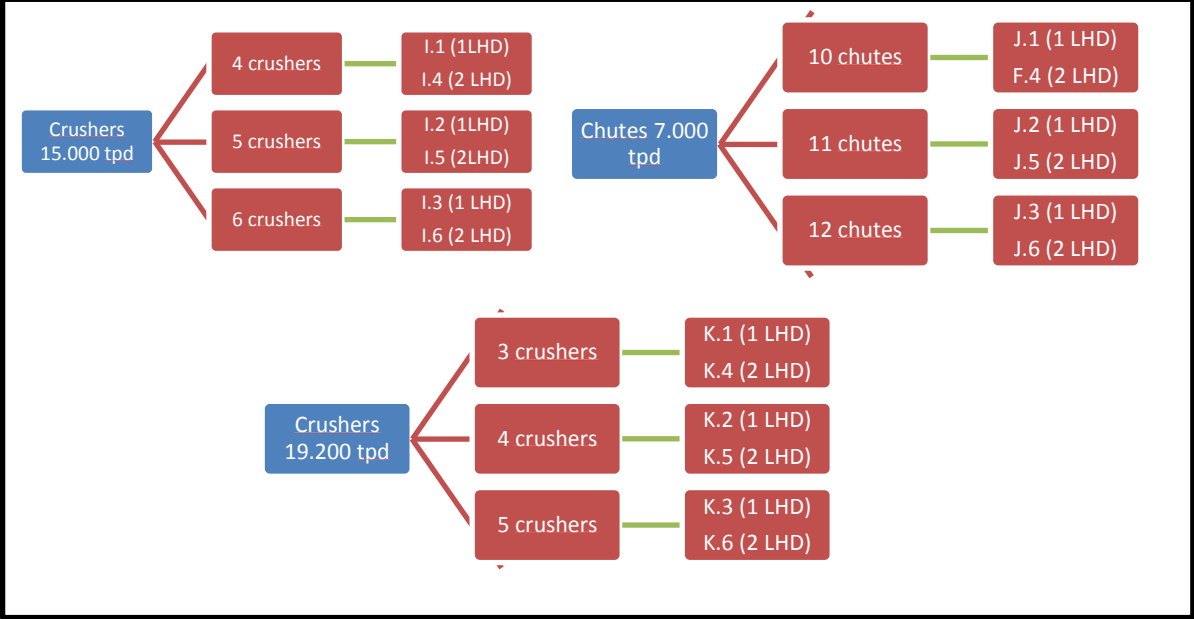 Crushers
15.000 tpd
4 crushers
I.1 (1LHD)
I.4 (2 LHD)
5 crushers
I.2 (1LHD)
I.5 (2LHD)
6 crushers
I.3 (1 LHD)
I.6 (2 LHD)
Chutes 7.000
tpd
10 chutes
J.1 (1 LHD)
F.4 (2 LHD)
11 chutes
J.2 (1 LHD)
J.5 (2 LHD)
12 chutes
J.3 (1 LHD)
J.6 (2 LHD)
Crushers
19.200 tpd
3 crushers
K.1 (1 LHD)
K.4 (2 LHD)
4 crushers
K.2 (1 LHD)
K.5 (2 LHD)
5 crushers
K.3 (1 LHD)
K.6 (2 LHD)